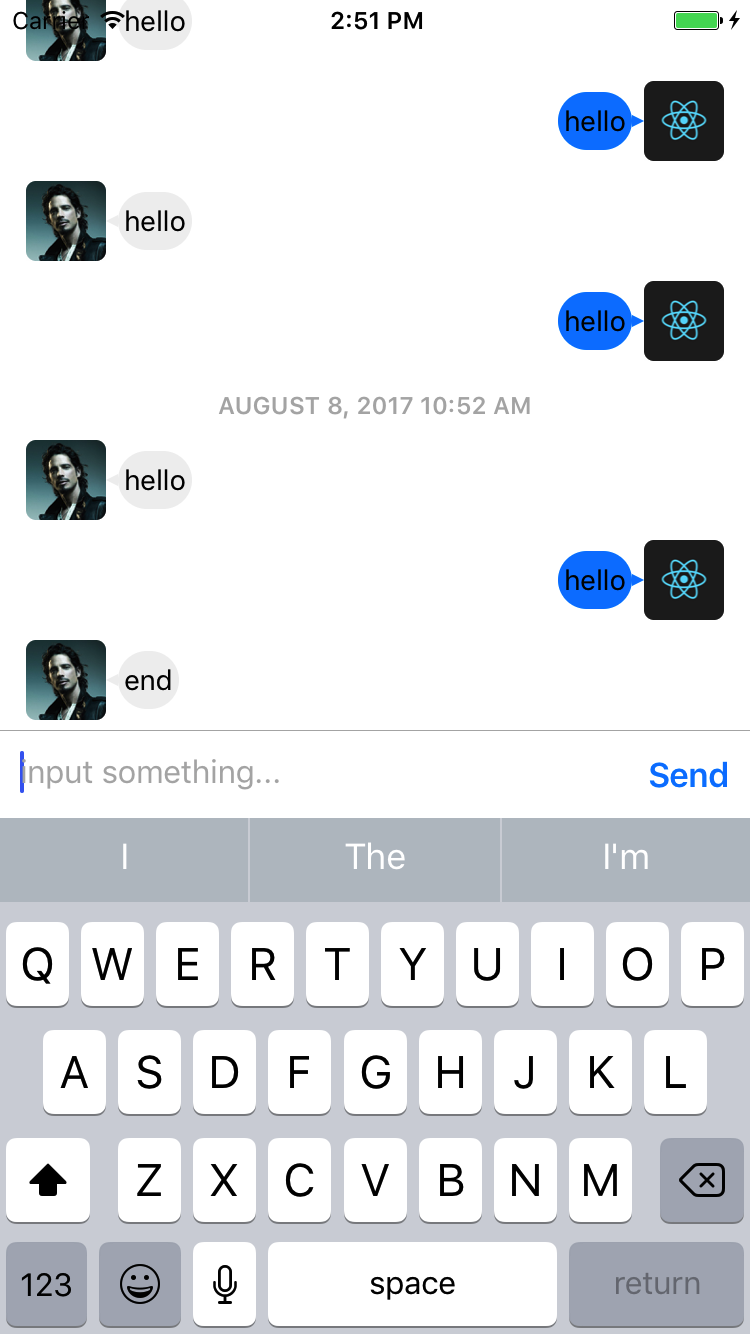 Carrier 2:51 PM
hello
hello
hello
hello
AUGUST 8, 2017 10:52 AM
hello
hello
end
input something...
Send
I The I'm
Q W E R T Y U I O P
A S D F G H J K L
Z X C V B N M
123 space return